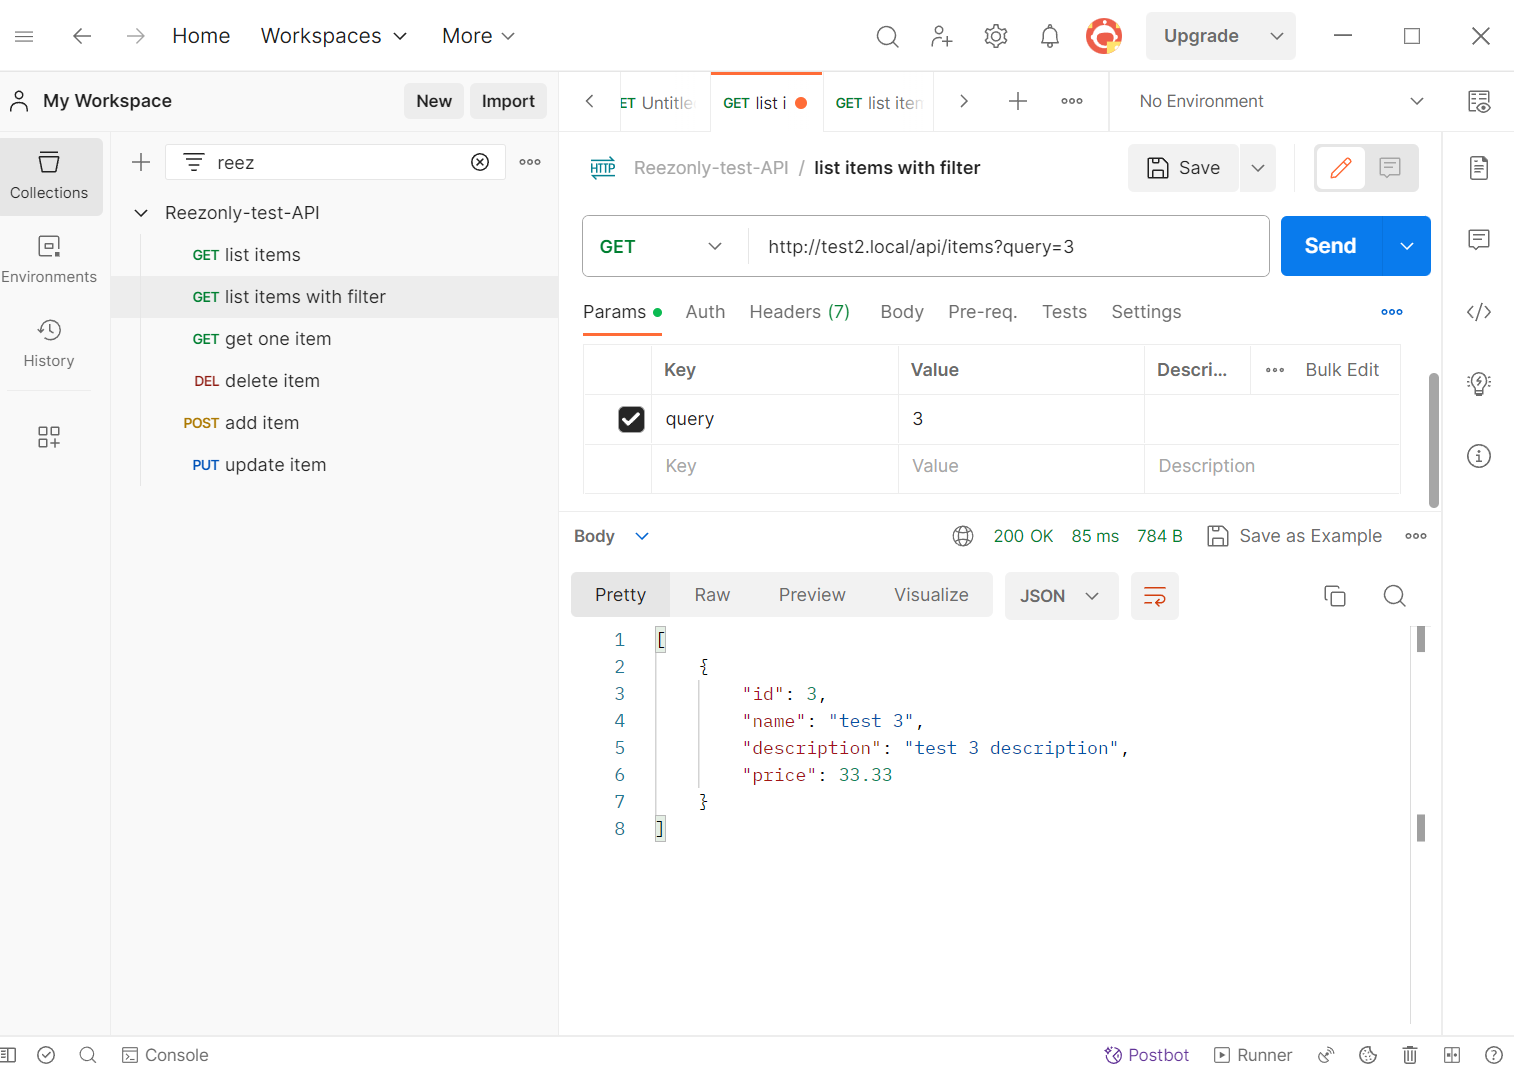 Home Workspaces More Upgrade
My Workspace New Import
GET list i
GET list item
No Environment
Collections
Environments
History
reez
Reezonly-test-API
GET list items
GET list items with filter
GET get one item
DEL delete item
POST add item
PUT update item
HTTP Reezonly-test-API / list items with filter Save
GET http://test2.local/api/items?query=3 Send
Params Auth Headers (7) Body Pre-req. Tests Settings
Key Value Descri... Bulk Edit
query 3
Key Value Description
Body 200 OK 85 ms 784 B Save as Example
Pretty Raw Preview Visualize JSON
1 [
2 {
3 "id": 3,
4 "name": "test 3",
5 "description": "test 3 description",
6 "price": 33.33
7 }
8 ]
Console Postbot Runner